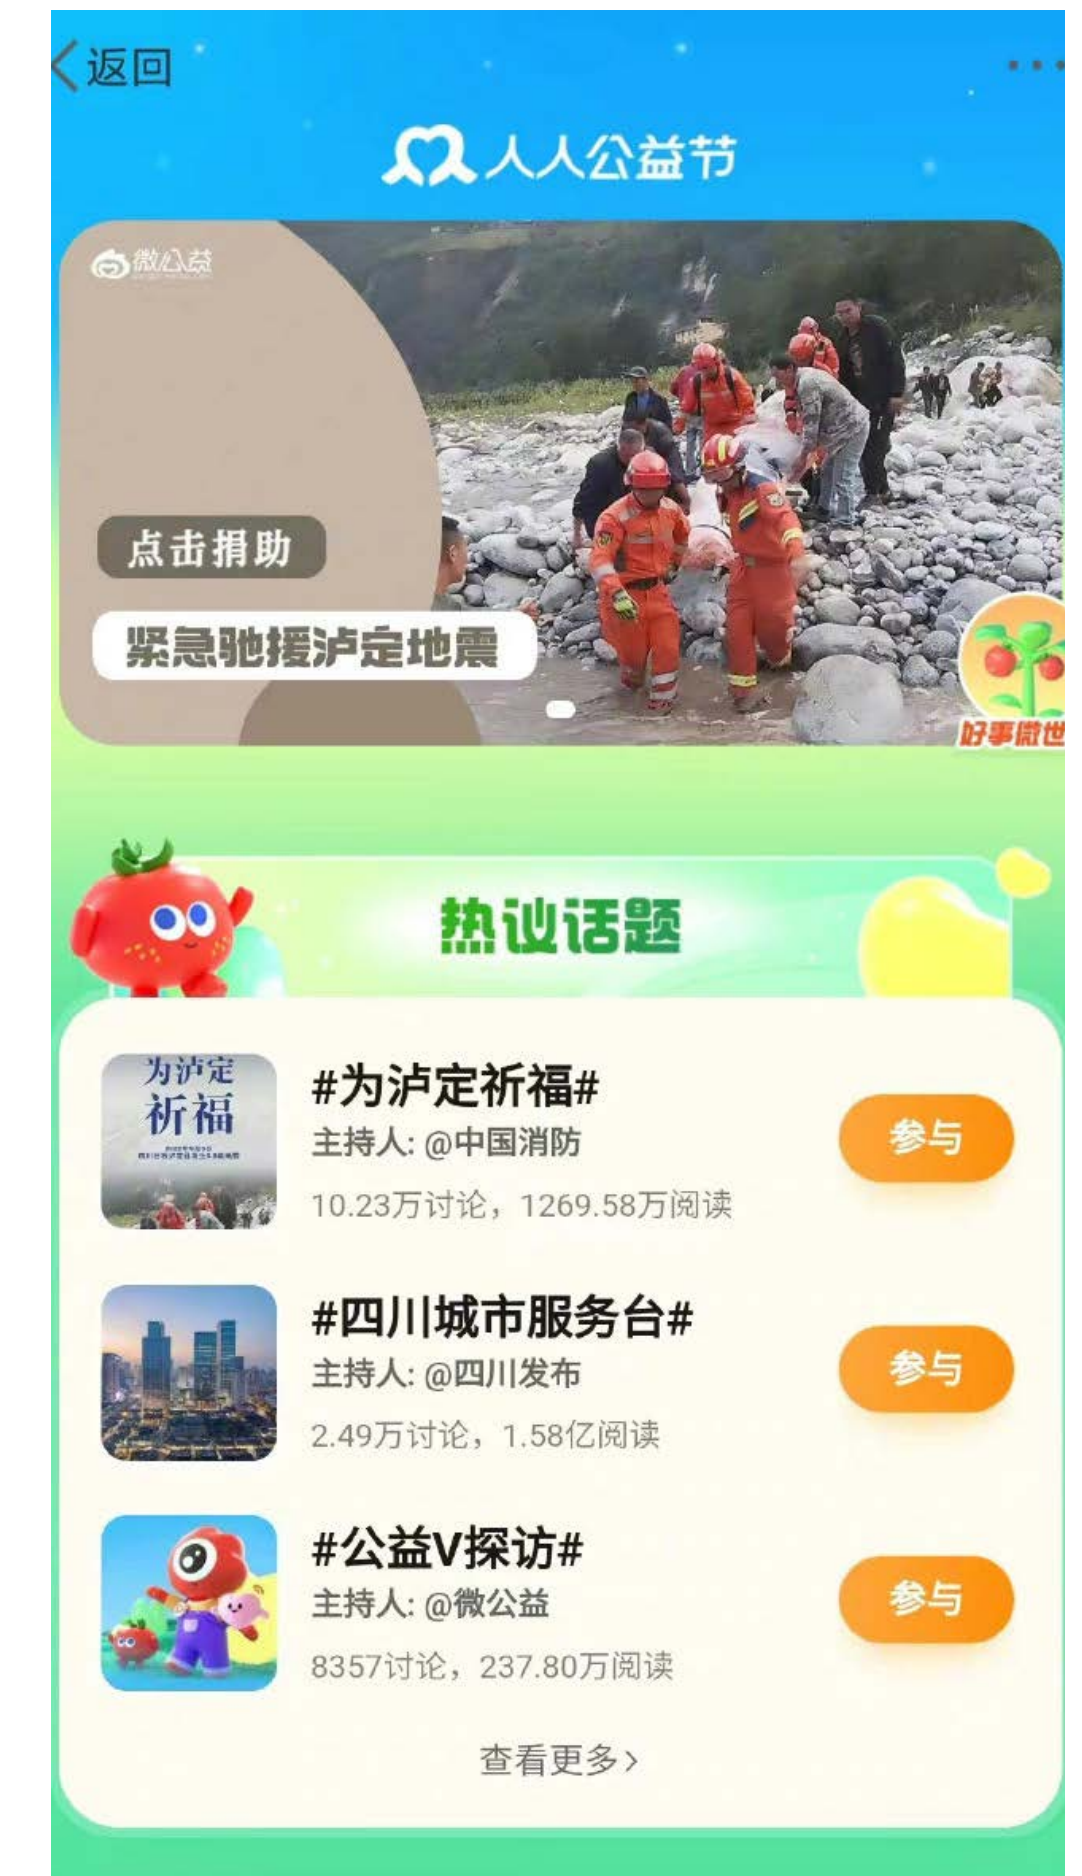 返回
人人公益节
微公益
点击捐助
紧急驰援泸定地震
好事微世
热议话题
为泸定
祈福
#为泸定祈福#
主持人: @中国消防
10.23万讨论，1269.58万阅读
参与
#四川城市服务台#
主持人: @四川发布
2.49万讨论，1.58亿阅读
参与
#公益V探访#
主持人: @微公益
8357讨论，237.80万阅读
参与
查看更多>